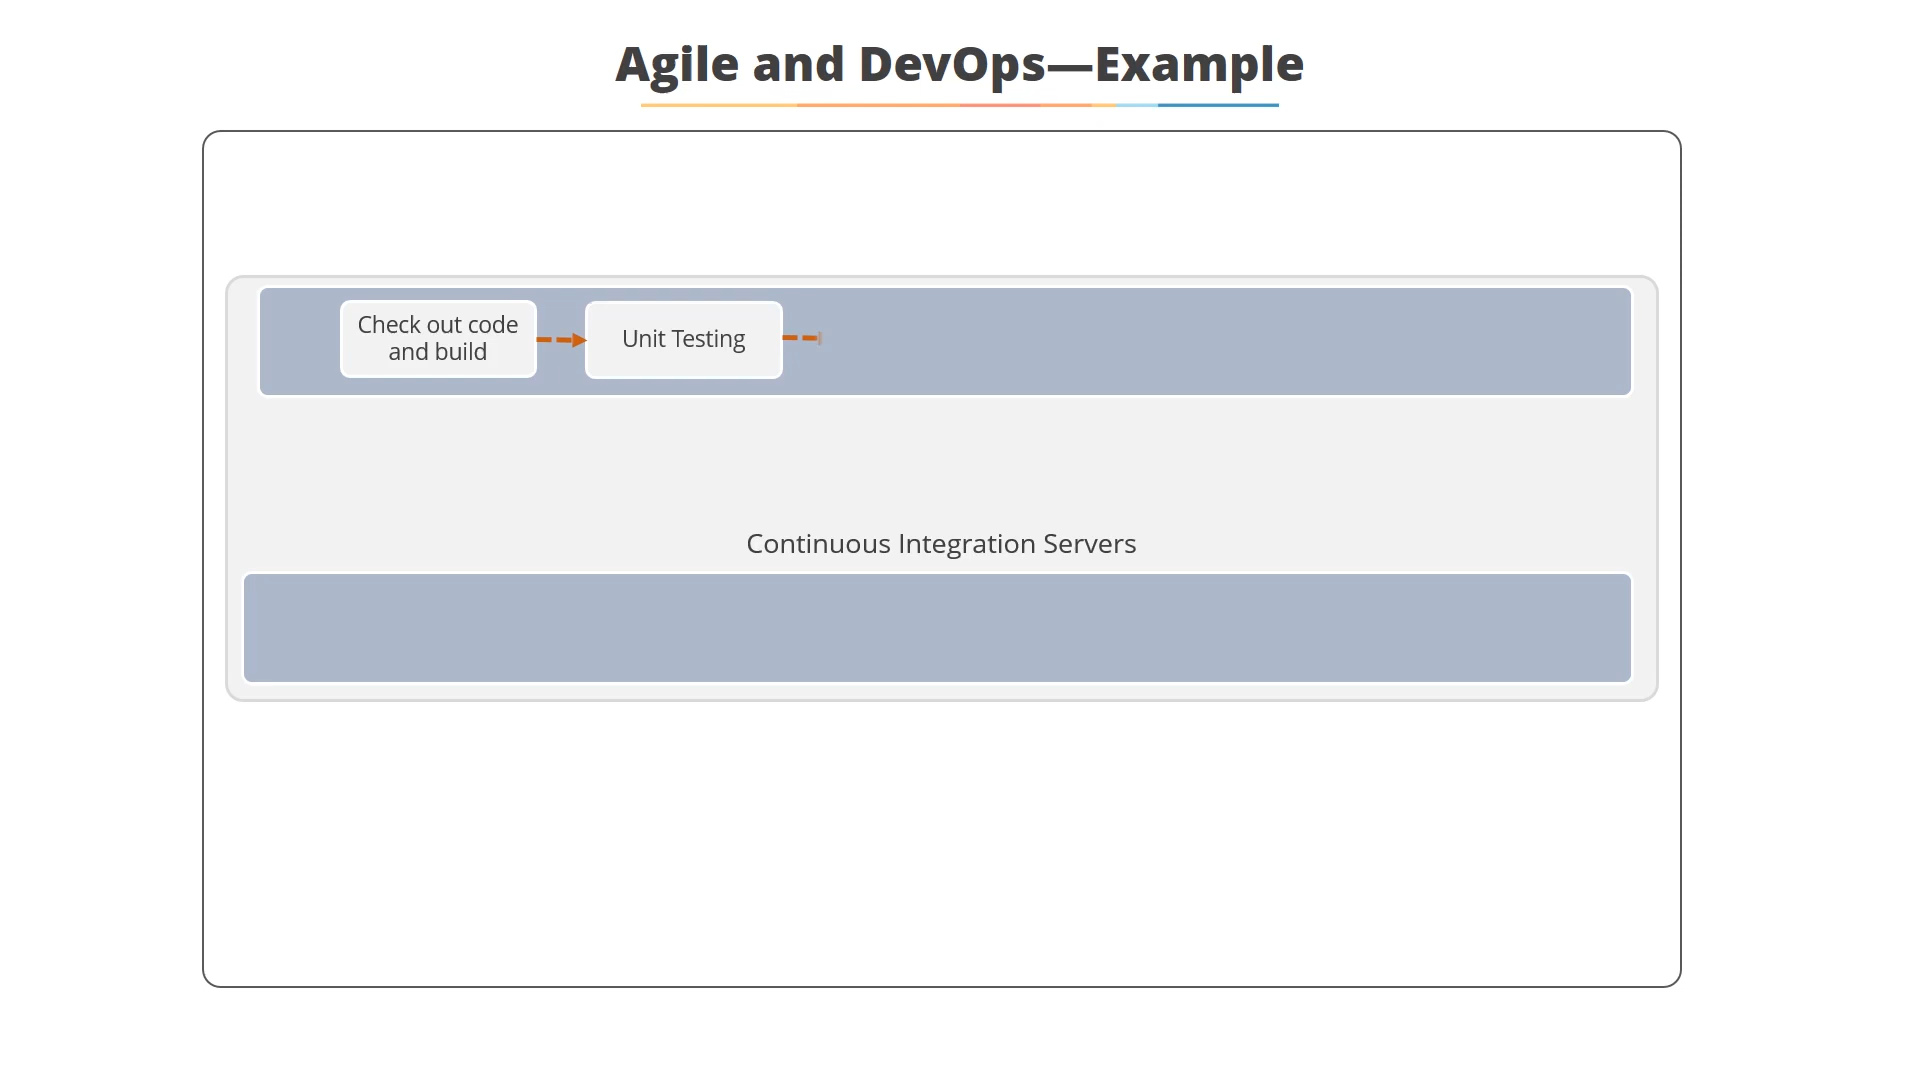 Agile and DevOps—Example
Check out code
and build
Unit Testing
Continuous Integration Servers